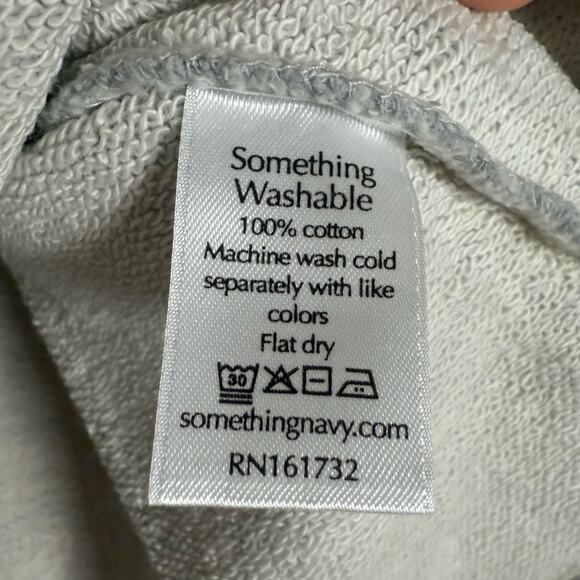 Something
Washable
100% cotton
Machine wash cold
separately with like
colors
Flat dry
30
somethingnavy.com
RN161732